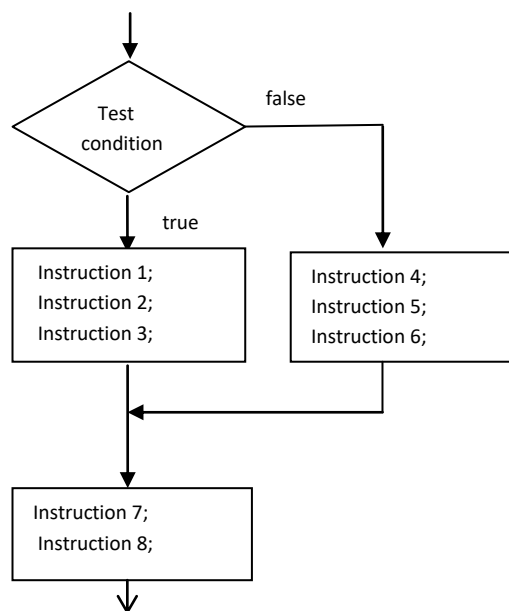 Test
condition
false
true
Instruction 1;
Instruction 2;
Instruction 3;
Instruction 4;
Instruction 5;
Instruction 6;
Instruction 7;
Instruction 8;